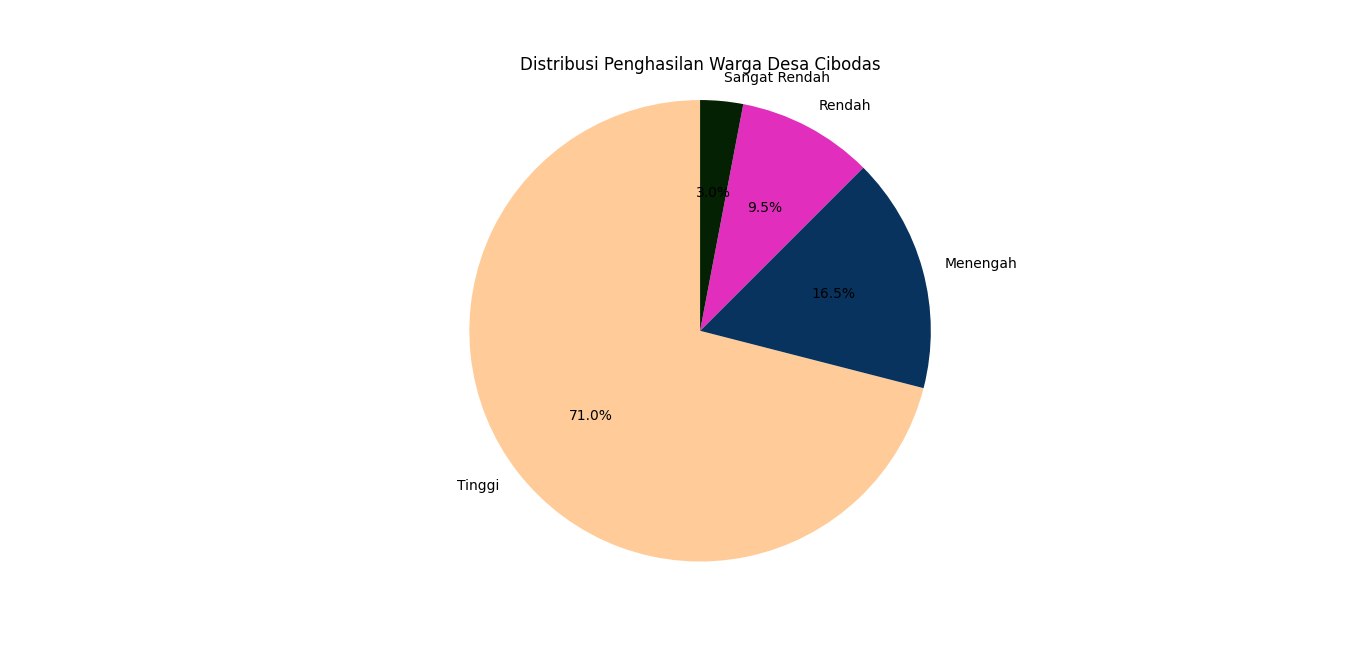 Distribusi Penghasilan Warga Desa Cibodas
Sangat Rendah
Rendah
3.0%
9.5%
Menengah
16.5%
71.0%
Tinggi